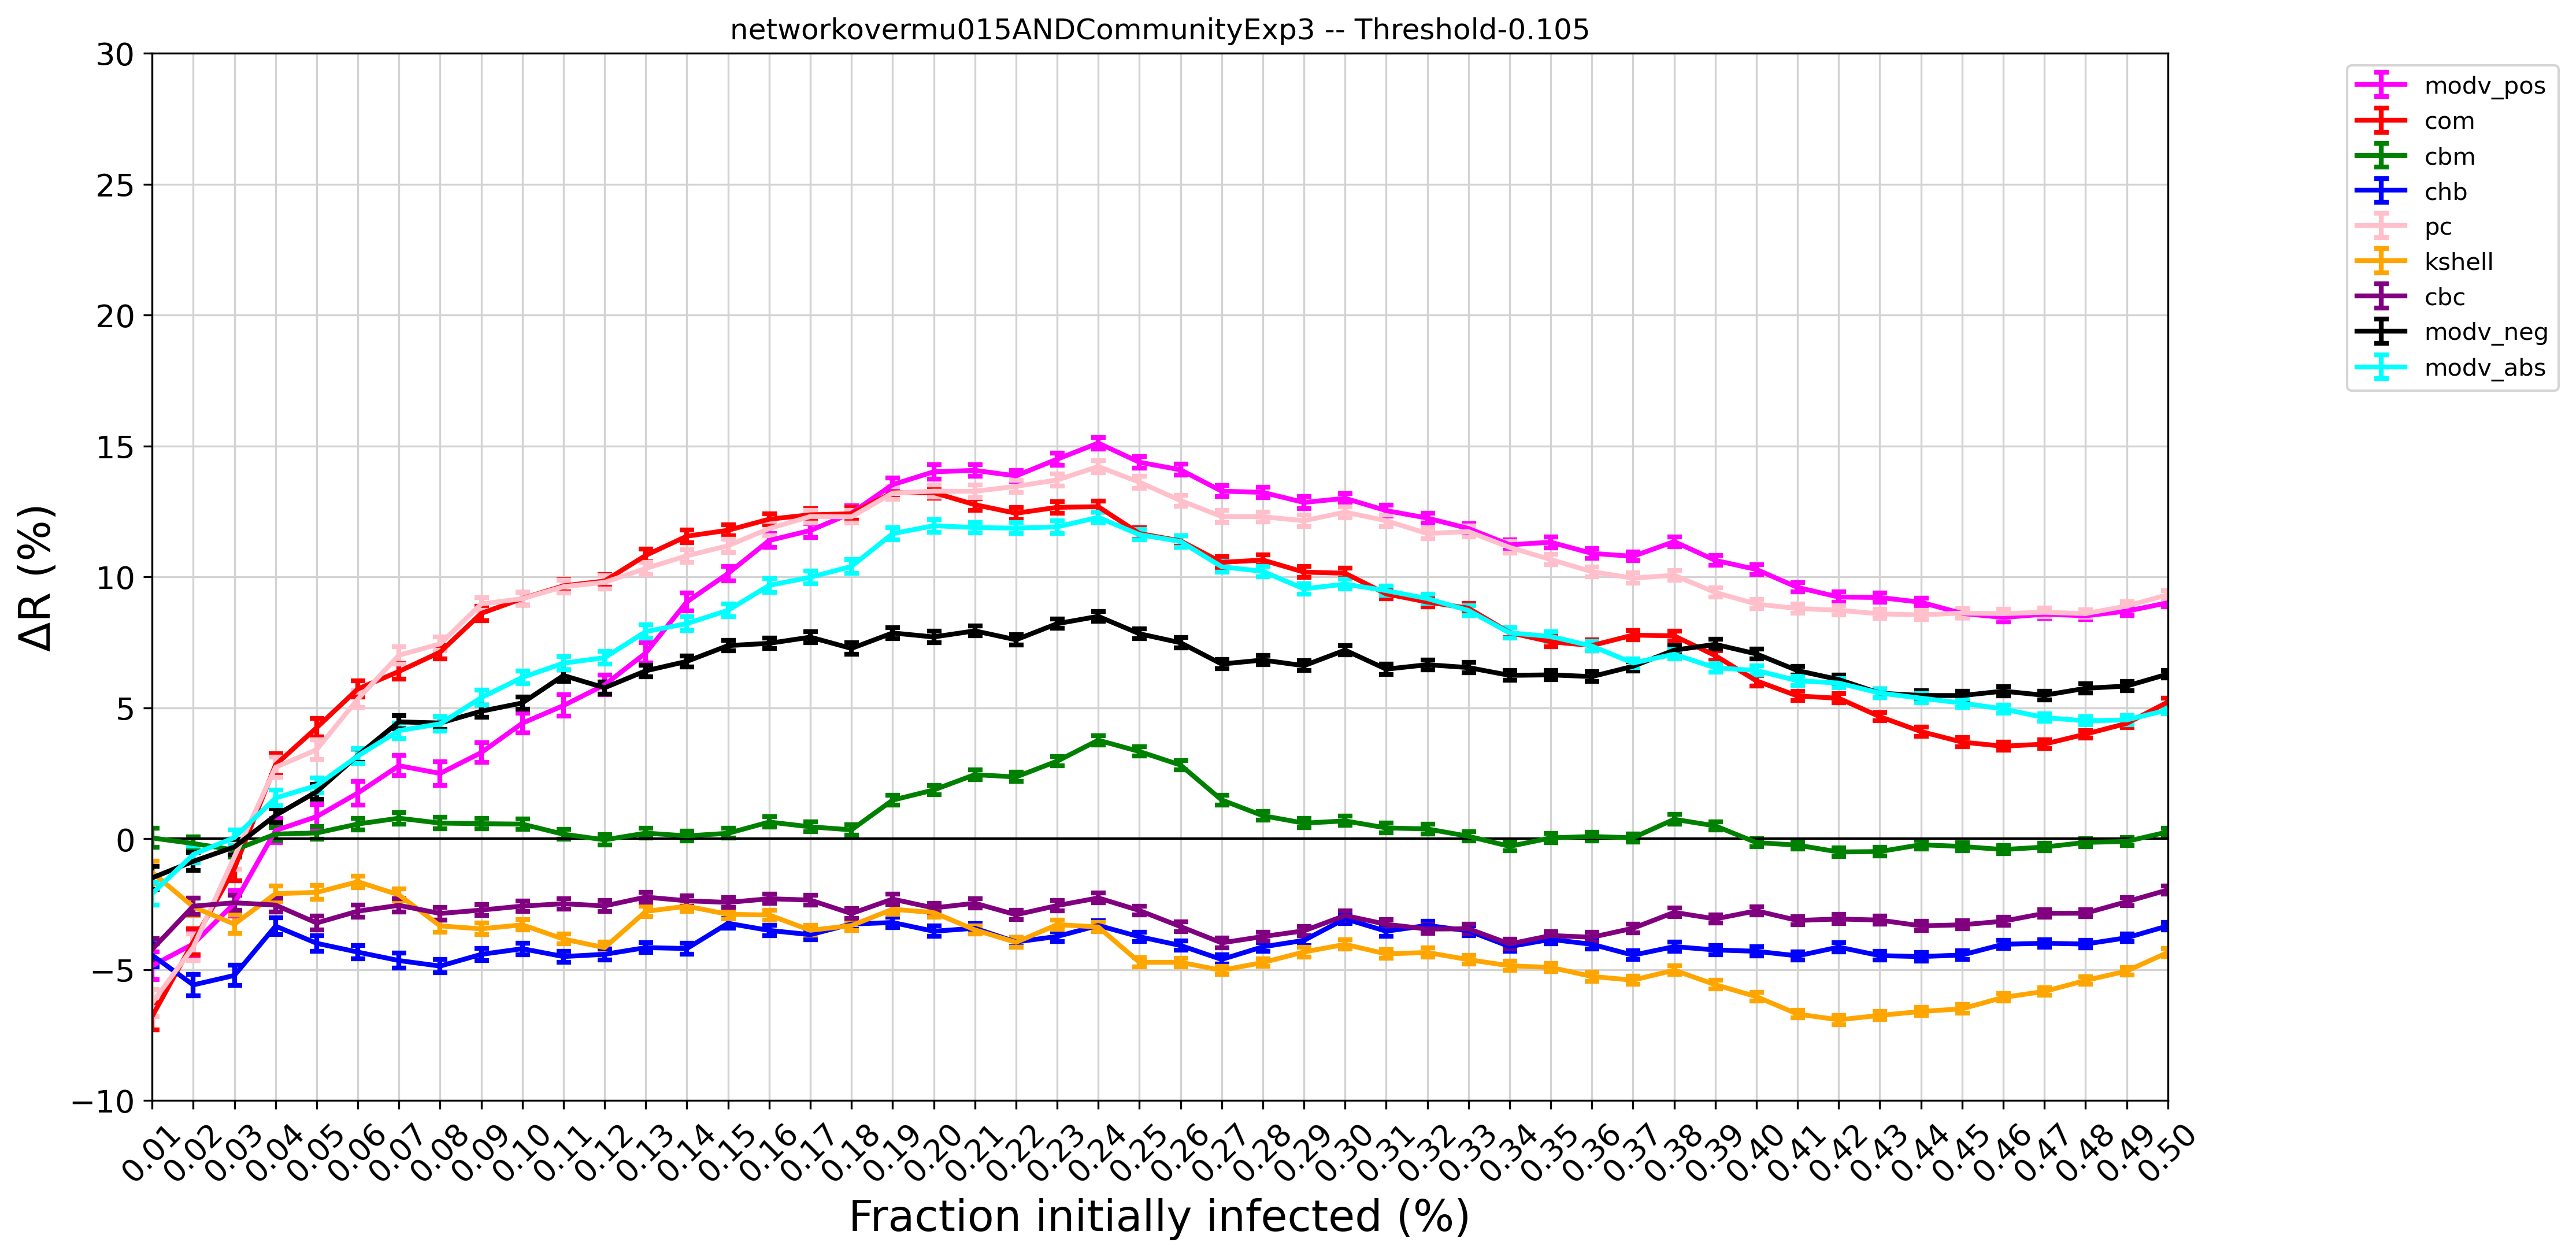 networkovermu015ANDCommunityExp3 -- Threshold-0.105
30
25
20
15
10
5
0
−5
−10
ΔR (%)
0.01 0.02 0.03 0.04 0.05 0.06 0.07 0.08 0.09 0.10 0.11 0.12 0.13 0.14 0.15 0.16 0.17 0.18 0.19 0.20 0.21 0.22 0.23 0.24 0.25 0.26 0.27 0.28 0.29 0.30 0.31 0.32 0.33 0.34 0.35 0.36 0.37 0.38 0.39 0.40 0.41 0.42 0.43 0.44 0.45 0.46 0.47 0.48 0.49 0.50
Fraction initially infected (%)
modv_pos
com
cbm
chb
pc
kshell
cbc
modv_neg
modv_abs